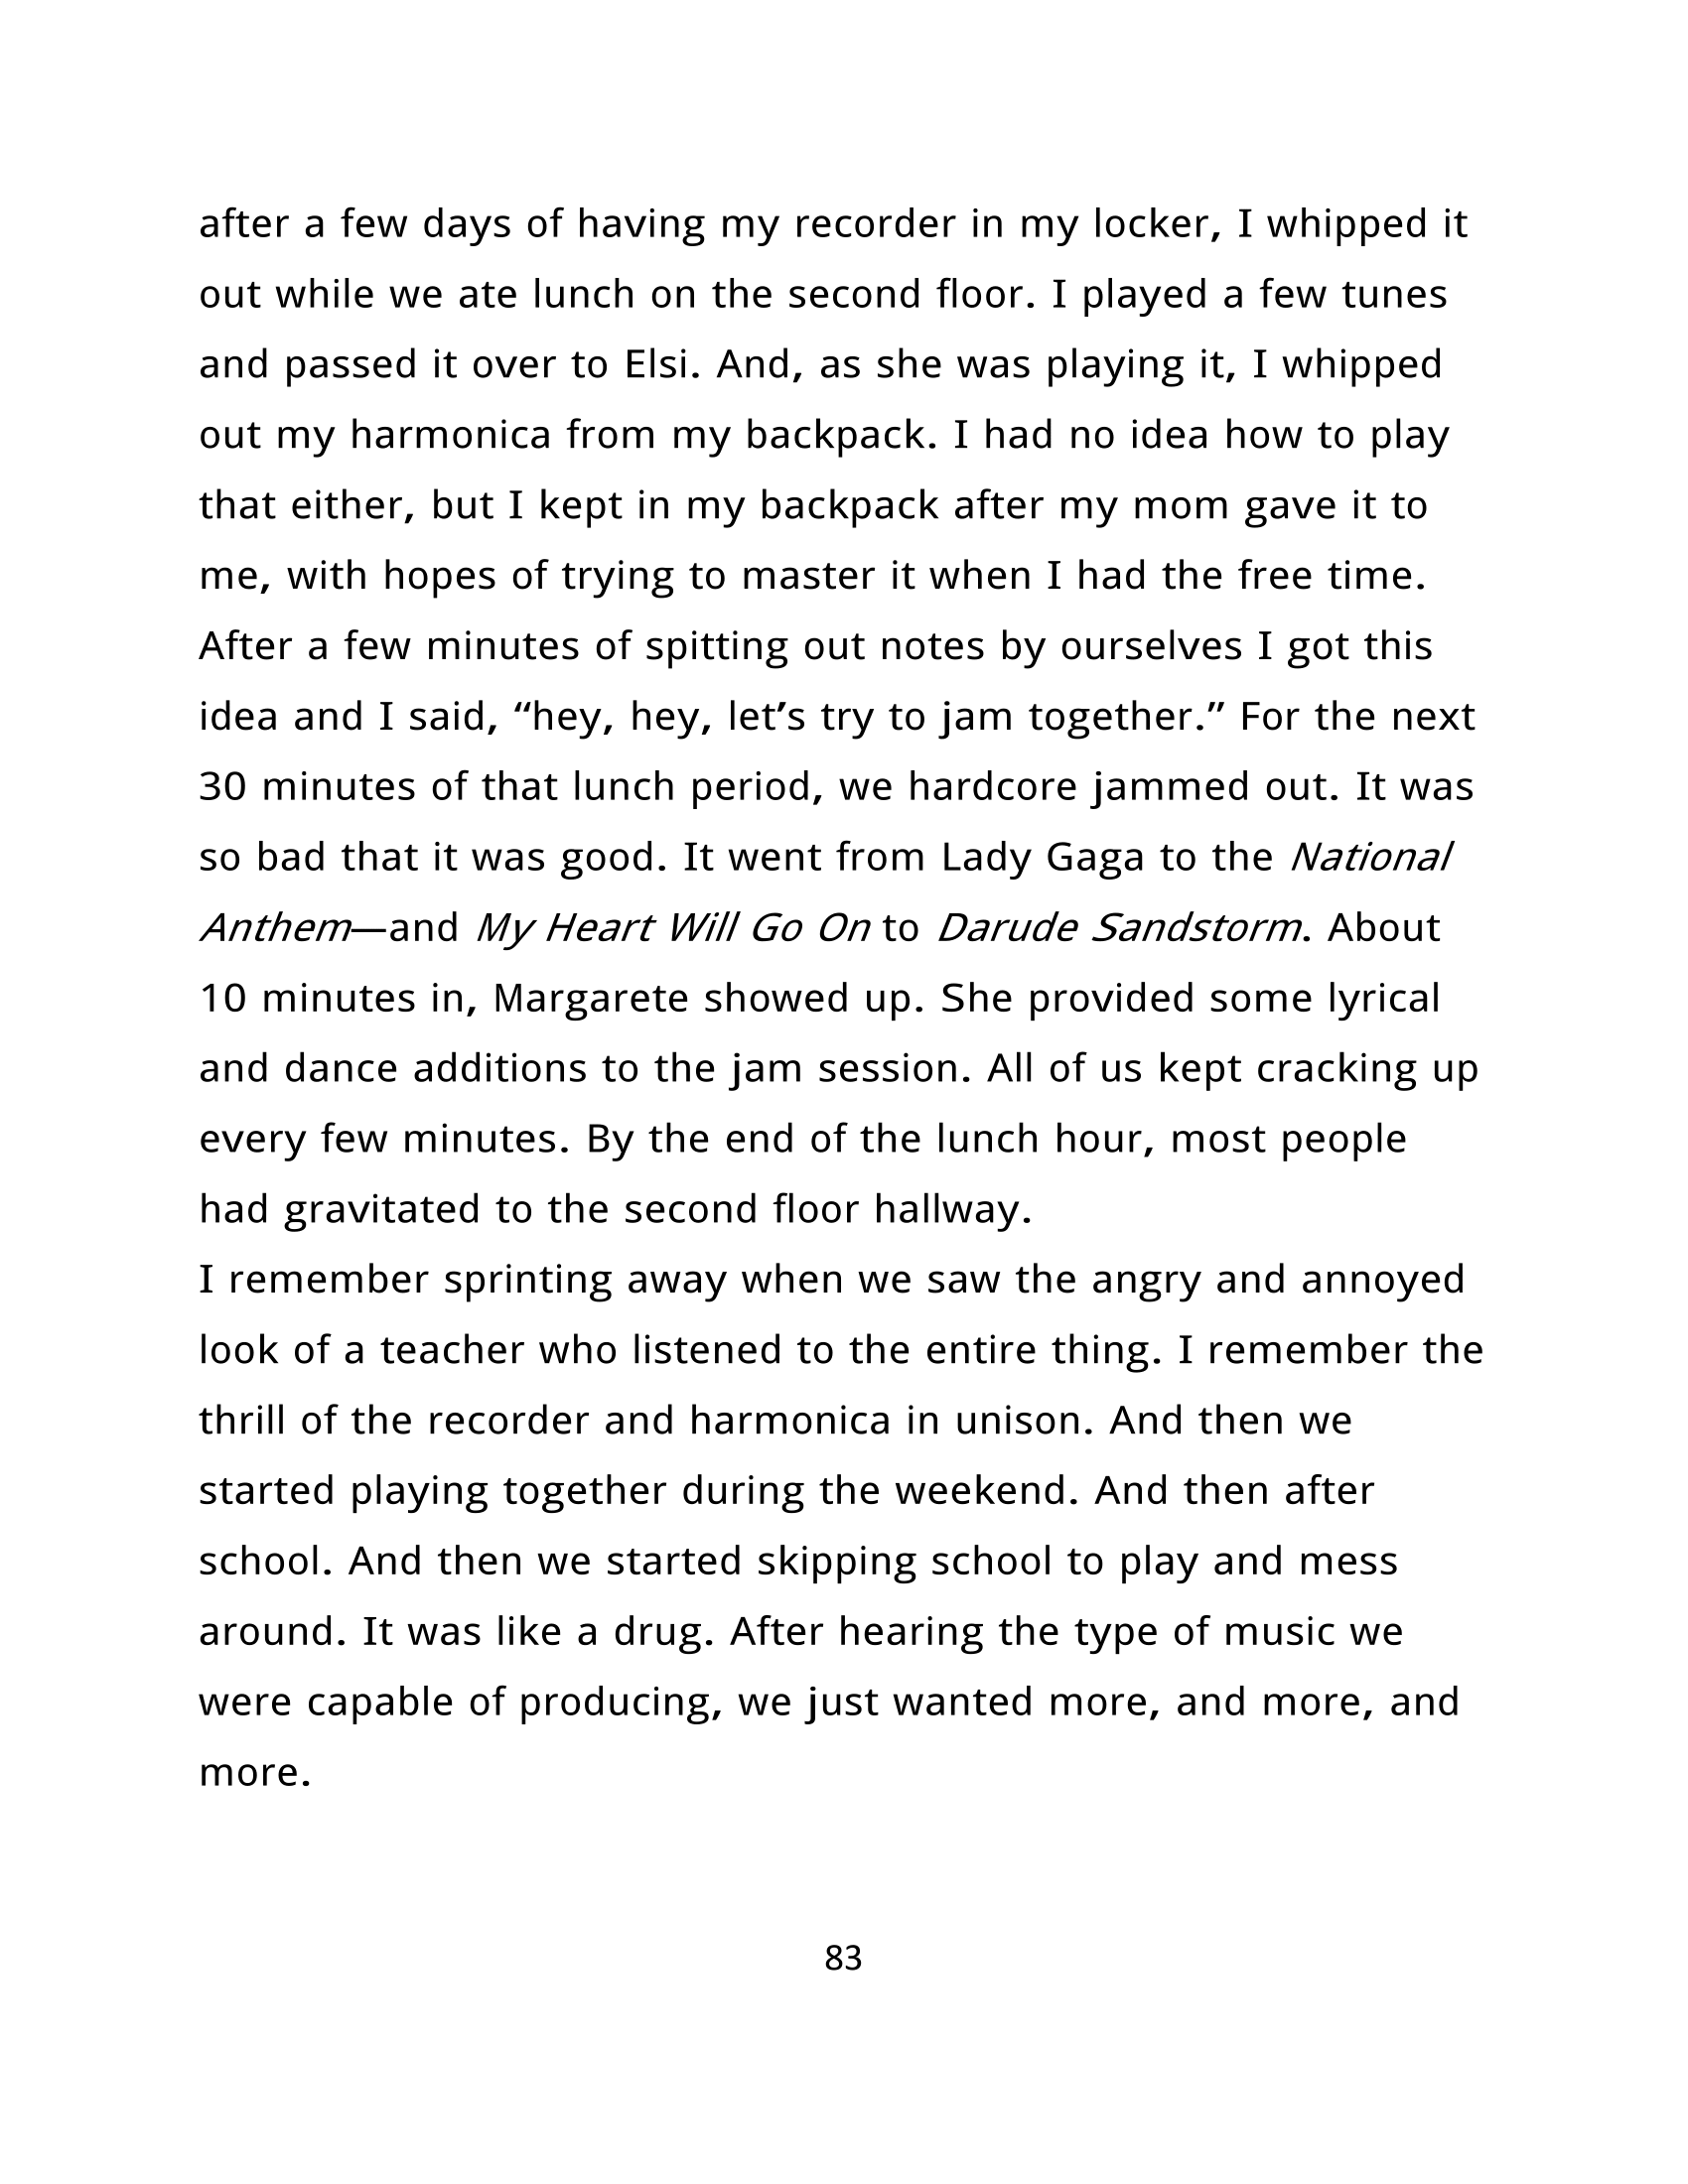 after a few days of having my recorder in my locker, I whipped it
out while we ate lunch on the second floor. I played a few tunes
and passed it over to Elsi. And, as she was playing it, I whipped
out my harmonica from my backpack. I had no idea how to play
that either, but I kept in my backpack after my mom gave it to
me, with hopes of trying to master it when I had the free time.
After a few minutes of spitting out notes by ourselves I got this
idea and I said, “hey, hey, let’s try to jam together.” For the next
30 minutes of that lunch period, we hardcore jammed out. It was
so bad that it was good. It went from Lady Gaga to the National
Anthem—and My Heart Will Go On to Darude Sandstorm. About
10 minutes in, Margarete showed up. She provided some lyrical
and dance additions to the jam session. All of us kept cracking up
every few minutes. By the end of the lunch hour, most people
had gravitated to the second floor hallway.
I remember sprinting away when we saw the angry and annoyed
look of a teacher who listened to the entire thing. I remember the
thrill of the recorder and harmonica in unison. And then we
started playing together during the weekend. And then after
school. And then we started skipping school to play and mess
around. It was like a drug. After hearing the type of music we
were capable of producing, we just wanted more, and more, and
more.
83